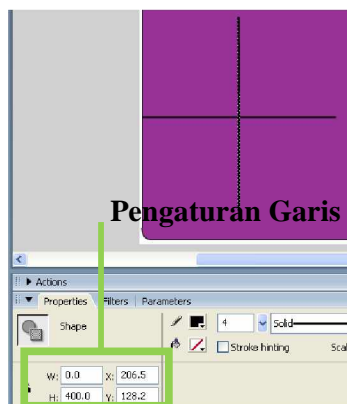 Pengaturan Garis
Actions
Properties Filters Parameters
Shape 4 Solid
Stroke hinting Scal
W: 0.0 X: 206.5
H: 400.0 Y: 128.2